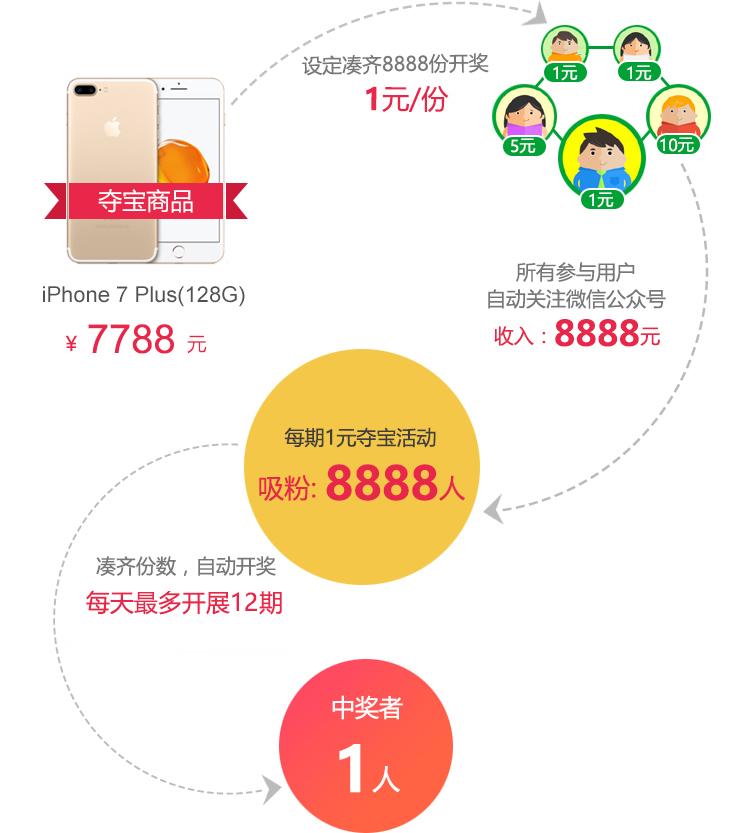 设定凑齐8888份开奖
1元/份
1元
1元
5元
10元
1元
夺宝商品
iPhone 7 Plus(128G)
¥ 7788 元
所有参与用户
自动关注微信公众号
收入：8888元
每期1元夺宝活动
吸粉: 8888人
凑齐份数，自动开奖
每天最多开展12期
中奖者
1人